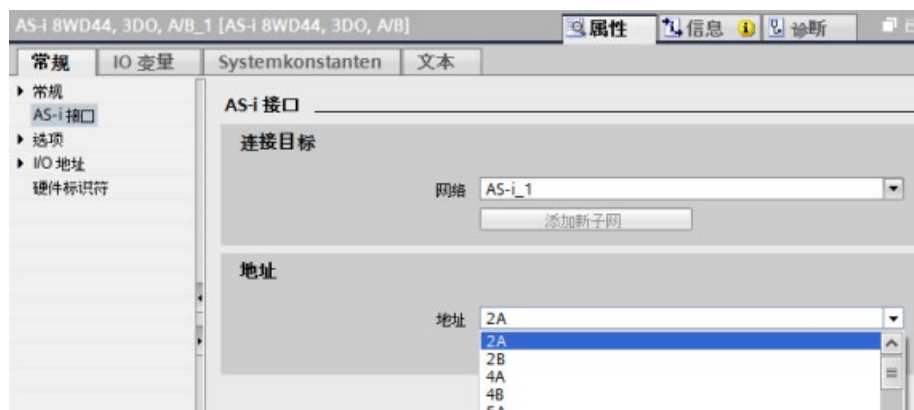 AS-i 8WD44, 3DO, A/B_1 [AS-i 8WD44, 3DO, A/B]
属性 信息 诊断
常规 IO 变量 Systemkonstanten 文本
常规
AS-i 接口
选项
I/O 地址
硬件标识符
AS-i 接口
连接目标
网络 AS-i_1
添加新子网
地址
地址 2A
2A
2B
4A
4B
5A